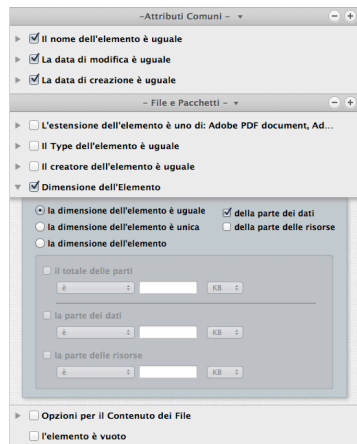 –Attributi Comuni –
Il nome dell'elemento è uguale
La data di modifica è uguale
La data di creazione è uguale
– File e Pacchetti –
L'estensione dell'elemento è uno di: Adobe PDF document, Ad...
Il Type dell'elemento è uguale
Il creatore dell'elemento è uguale
Dimensione dell'Elemento
la dimensione dell'elemento è uguale della parte dei dati
la dimensione dell'elemento è unica della parte delle risorse
la dimensione dell'elemento
il totale delle parti
è KB
la parte dei dati
è KB
la parte delle risorse
è KB
Opzioni per il Contenuto dei File
l'elemento è vuoto